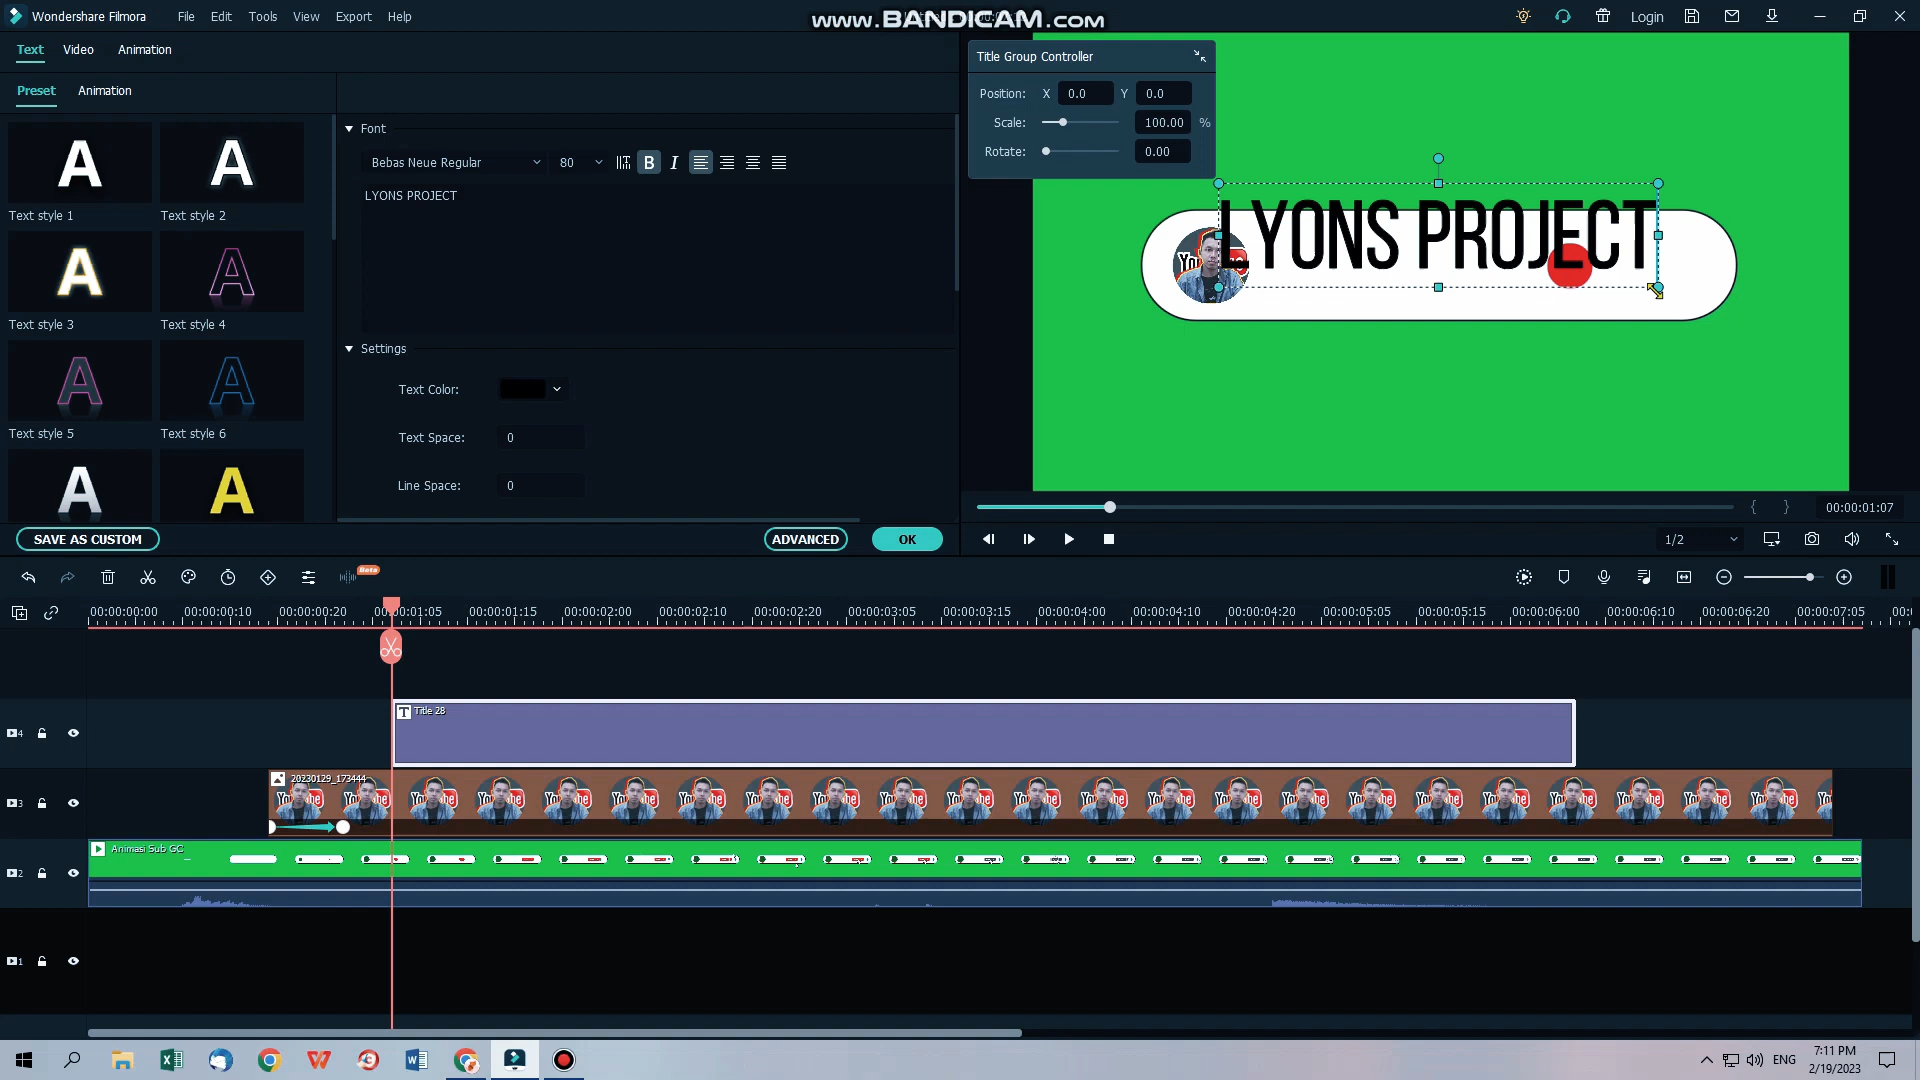 Wondershare Filmora
File Edit Tools View Export Help
www.BANDICAM.com
Login
Text Video Animation
Preset Animation
Text style 1
Text style 2
Text style 3
Text style 4
Text style 5
Text style 6
Font
Bebas Neue Regular 80 B I
LYONS PROJECT
Settings
Text Color:
Text Space: 0
Line Space: 0
SAVE AS CUSTOM ADVANCED OK
Title Group Controller
Position: X 0.0 Y 0.0
Scale: 100.00 %
Rotate: 0.00
LYONS PROJECT
{ } 00:00:01:07
1/2
Beta
00:00:00:00 00:00:00:10 00:00:00:20 00:00:01:05 00:00:01:15 00:00:02:00 00:00:02:10 00:00:02:20 00:00:03:05 00:00:03:15 00:00:04:00 00:00:04:10 00:00:04:20 00:00:05:05 00:00:05:15 00:00:06:00 00:00:06:10 00:00:06:20 00:00:07:05
4 T Title 28
3 20230129_173444
2 Animasi Sub GC
1
ENG
7:11 PM
2/19/2023